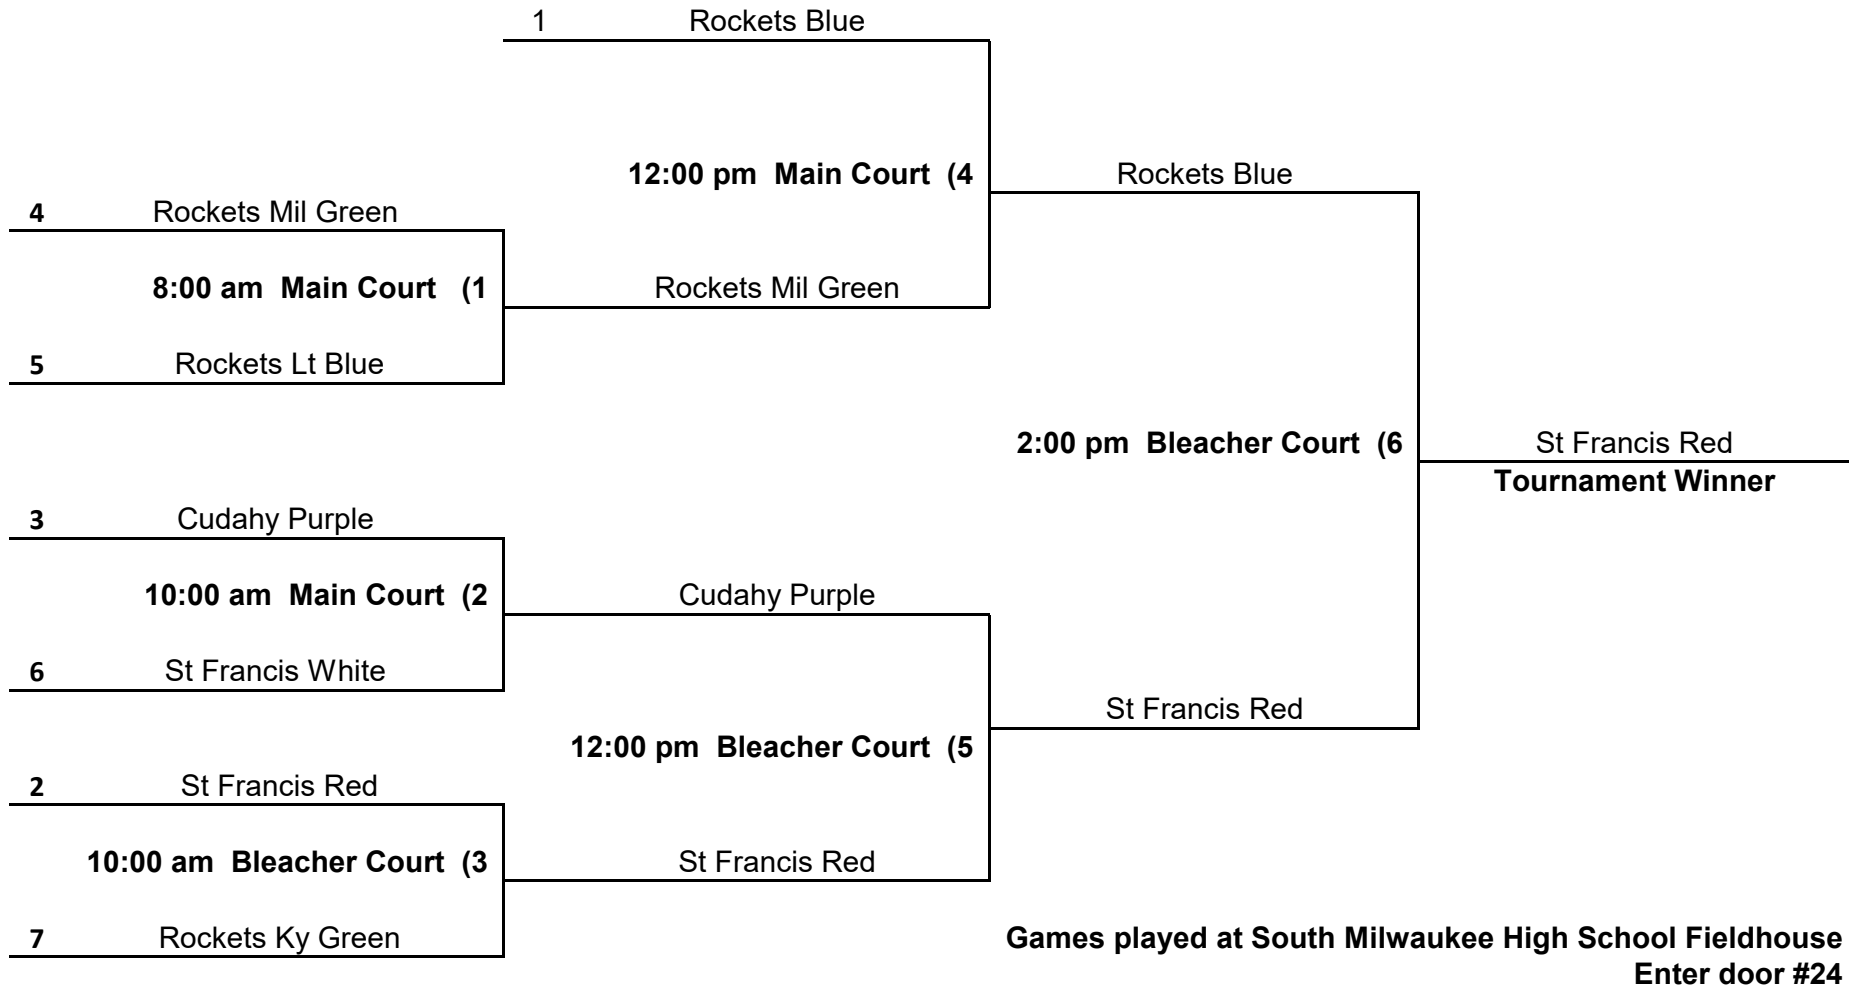 1 Rockets Blue
12:00 pm Main Court (4
Rockets Blue
4 Rockets Mil Green
8:00 am Main Court (1
Rockets Mil Green
5 Rockets Lt Blue
2:00 pm Bleacher Court (6
St Francis Red
Tournament Winner
3 Cudahy Purple
10:00 am Main Court (2
Cudahy Purple
6 St Francis White
St Francis Red
12:00 pm Bleacher Court (5
2 St Francis Red
10:00 am Bleacher Court (3
St Francis Red
7 Rockets Ky Green
Games played at South Milwaukee High School Fieldhouse
Enter door #24